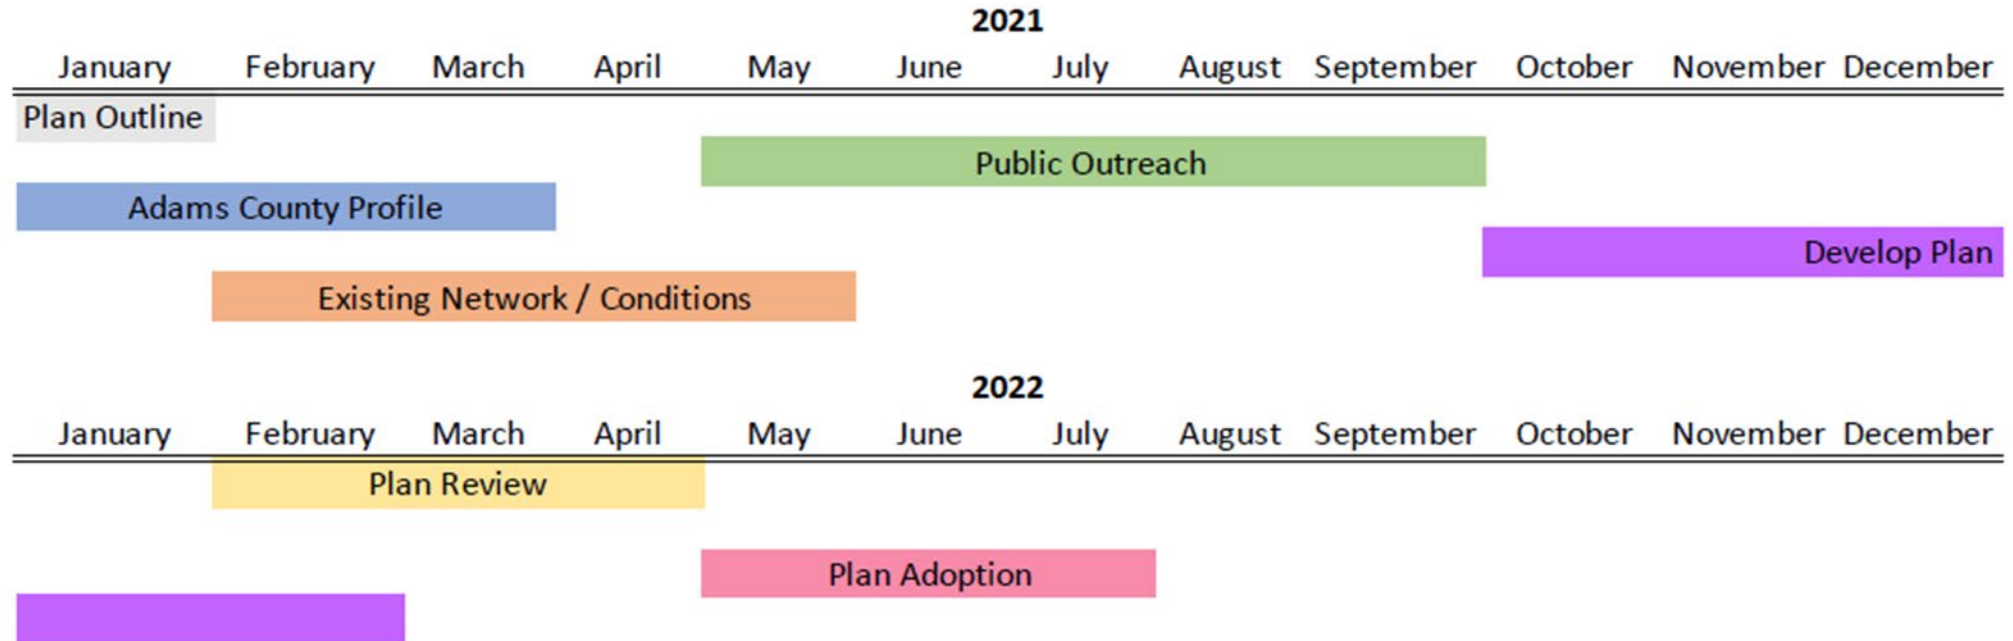 2021
January February March April May June July August September October November December
Plan Outline
Public Outreach
Adams County Profile
Develop Plan
Existing Network / Conditions
2022
January February March April May June July August September October November December
Plan Review
Plan Adoption